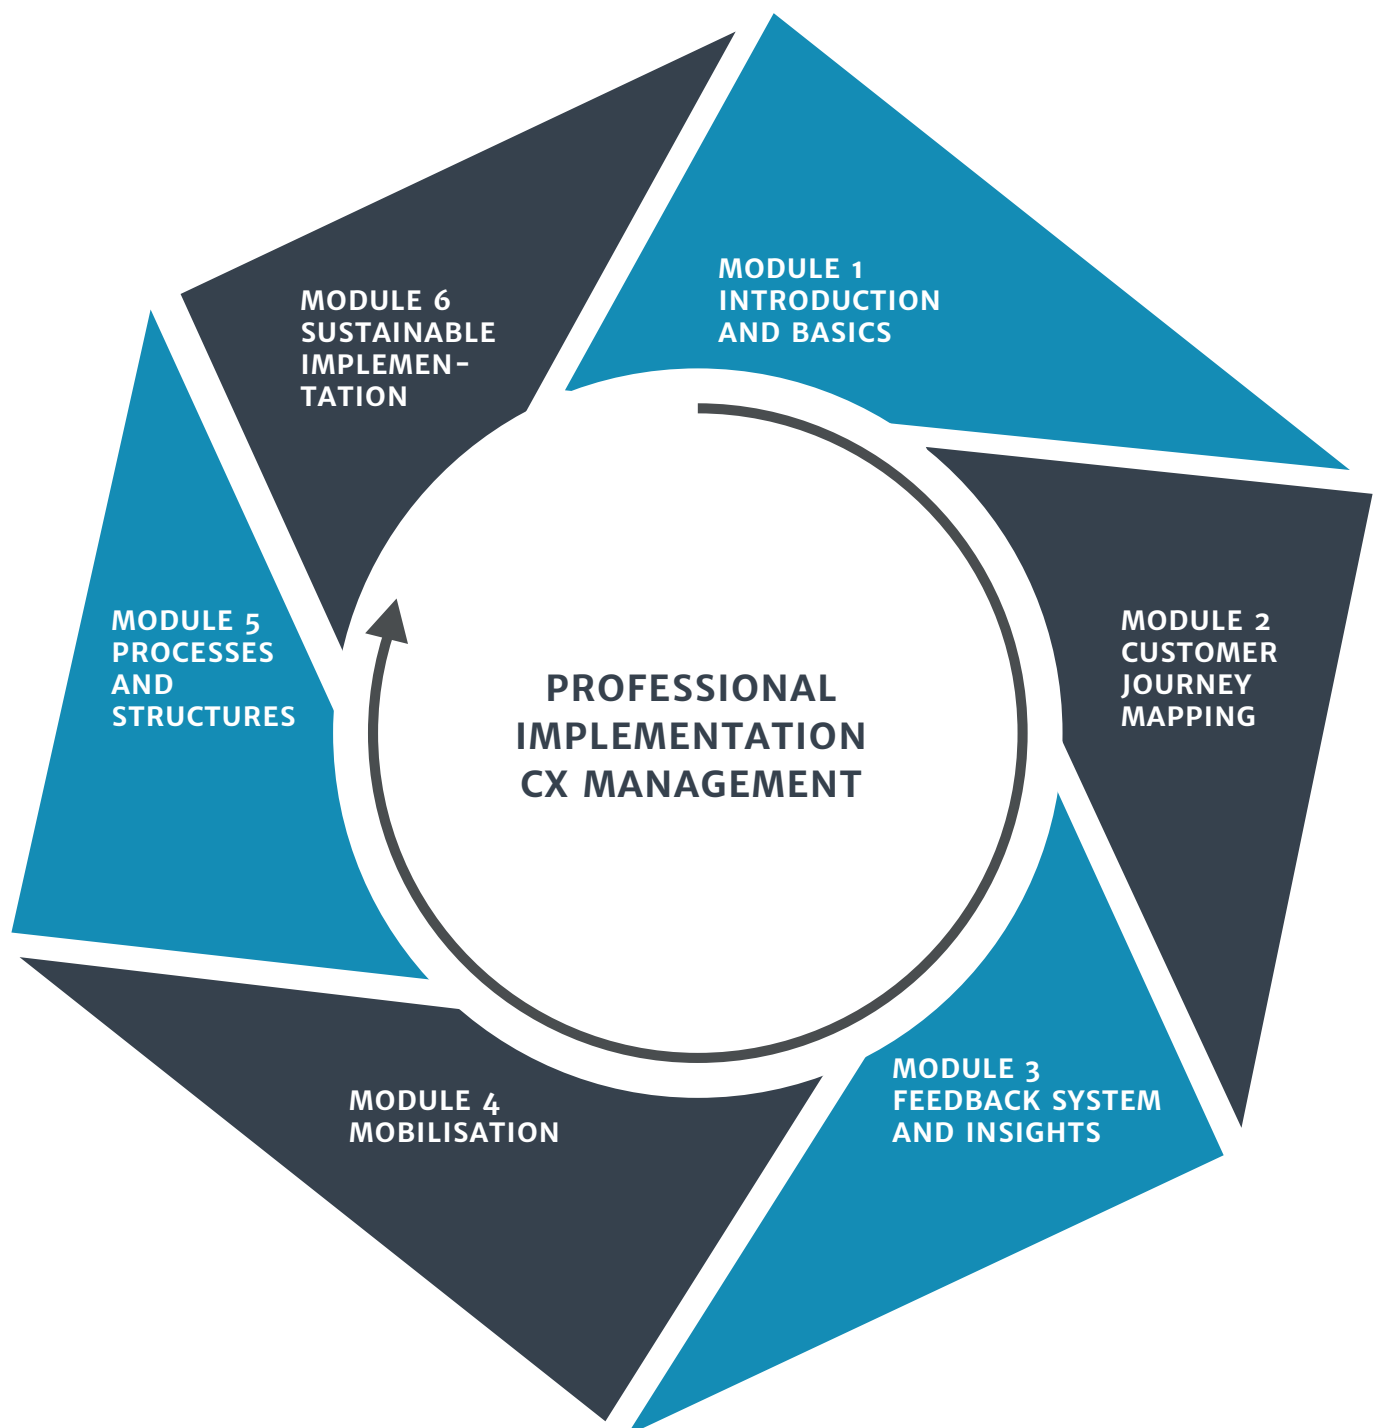 MODULE 1
INTRODUCTION
AND BASICS
MODULE 2
CUSTOMER
JOURNEY
MAPPING
MODULE 3
FEEDBACK SYSTEM
AND INSIGHTS
MODULE 4
MOBILISATION
MODULE 5
PROCESSES
AND
STRUCTURES
MODULE 6
SUSTAINABLE
IMPLEMEN-
TATION
PROFESSIONAL
IMPLEMENTATION
CX MANAGEMENT